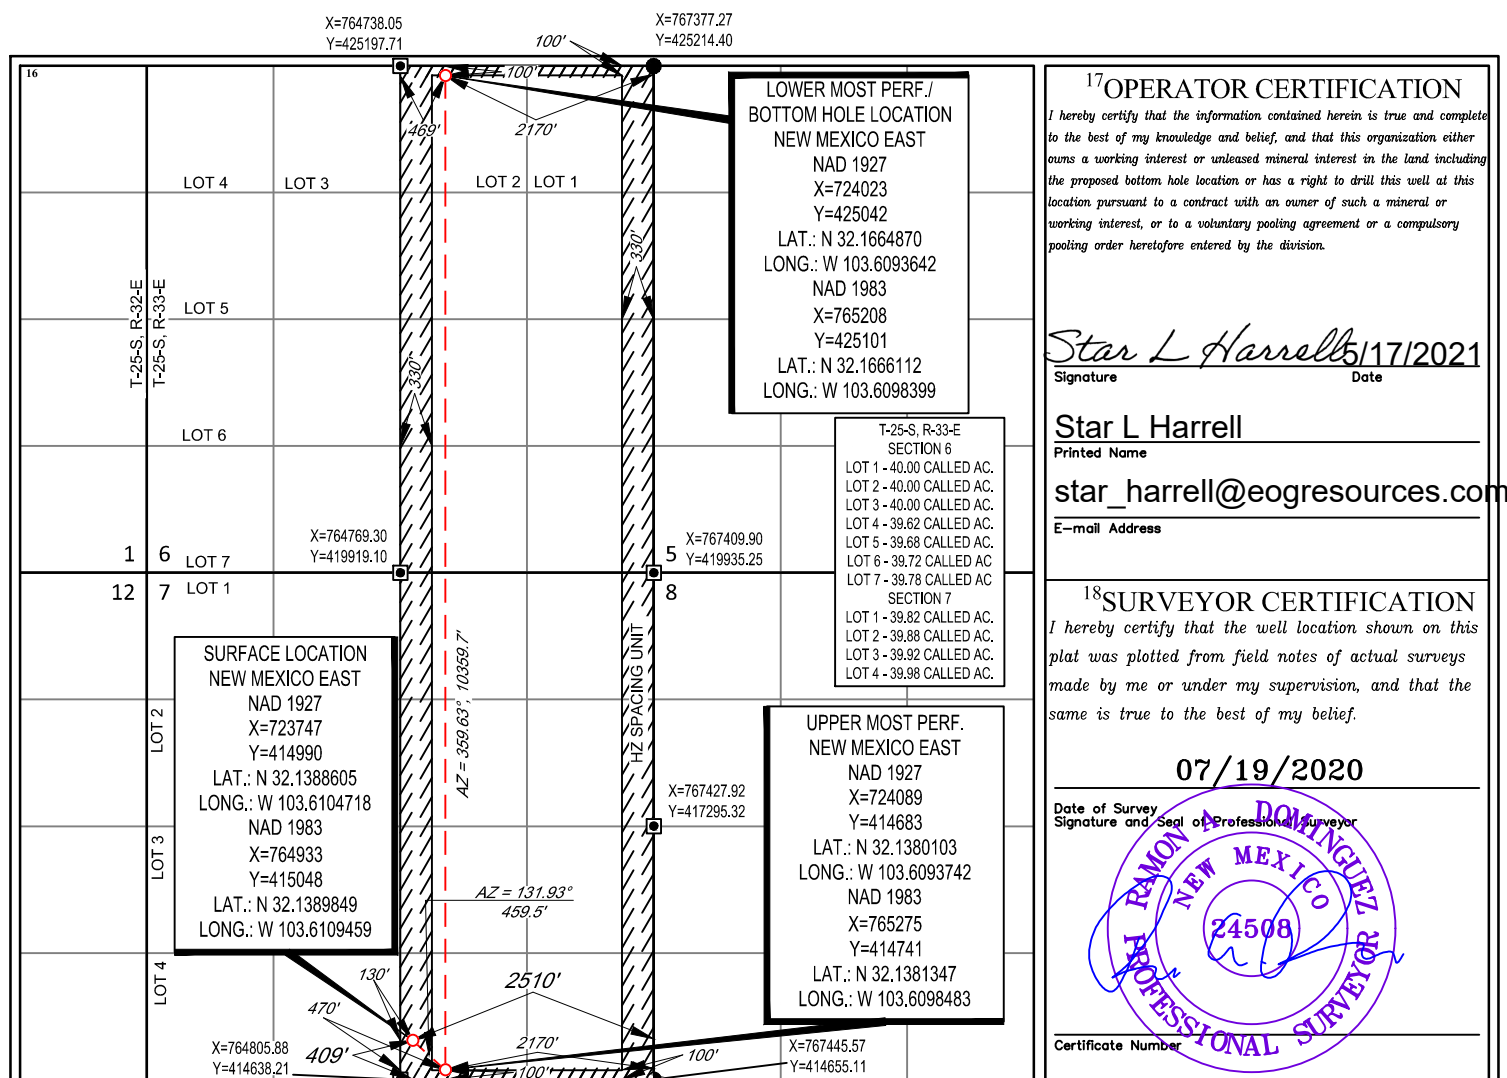 X=764738.05
Y=425197.71
X=767377.27
Y=425214.40
100'
16
100'
469'
2170'
LOT 4
LOT 3
LOT 2
LOT 1
330'
T-25-S, R-32-E
T-25-S, R-33-E
LOT 5
330'
LOT 6
LOWER MOST PERF./
BOTTOM HOLE LOCATION
NEW MEXICO EAST
NAD 1927
X=724023
Y=425042
LAT.: N 32.1664870
LONG.: W 103.6093642
NAD 1983
X=765208
Y=425101
LAT.: N 32.1666112
LONG.: W 103.6098399
T-25-S, R-33-E
SECTION 6
LOT 1 - 40.00 CALLED AC.
LOT 2 - 40.00 CALLED AC.
LOT 3 - 40.00 CALLED AC.
LOT 4 - 39.62 CALLED AC.
LOT 5 - 39.68 CALLED AC.
LOT 6 - 39.72 CALLED AC.
LOT 7 - 39.78 CALLED AC
SECTION 7
LOT 1 - 39.82 CALLED AC.
LOT 2 - 39.88 CALLED AC.
LOT 3 - 39.92 CALLED AC.
LOT 4 - 39.98 CALLED AC.
X=764769.30
Y=419919.10
X=767409.90
Y=419935.25
1
6
LOT 7
5
12
7
LOT 1
8
SURFACE LOCATION
NEW MEXICO EAST
NAD 1927
X=723747
Y=414990
LAT.: N 32.1388605
LONG.: W 103.6104718
NAD 1983
X=764933
Y=415048
LAT.: N 32.1389849
LONG.: W 103.6109459
LOT 2
LOT 3
LOT 4
AZ = 359.63°, 10359.7'
HZ SPACING UNIT
X=767427.92
Y=417295.32
AZ = 131.93°
459.5'
UPPER MOST PERF.
NEW MEXICO EAST
NAD 1927
X=724089
Y=414683
LAT.: N 32.1380103
LONG.: W 103.6093742
NAD 1983
X=765275
Y=414741
LAT.: N 32.1381347
LONG.: W 103.6098483
130'
2510'
470'
409'
2170'
100'
100'
X=764805.88
Y=414638.21
X=767445.57
Y=414655.11
17OPERATOR CERTIFICATION
I hereby certify that the information contained herein is true and complete
to the best of my knowledge and belief, and that this organization either
owns a working interest or unleased mineral interest in the land including
the proposed bottom hole location or has a right to drill this well at this
location pursuant to a contract with an owner of such a mineral or
working interest, or to a voluntary pooling agreement or a compulsory
pooling order heretofore entered by the division.
Star L Harrell 5/17/2021
Signature Date
Star L Harrell
Printed Name
star_harrell@eogresources.com
E-mail Address
18SURVEYOR CERTIFICATION
I hereby certify that the well location shown on this
plat was plotted from field notes of actual surveys
made by me or under my supervision, and that the
same is true to the best of my belief.
07/19/2020
Date of Survey
Signature and Seal of Professional Surveyor
RAMON A. DOMINGUEZ
NEW MEXICO
24508
PROFESSIONAL SURVEYOR
Certificate Number